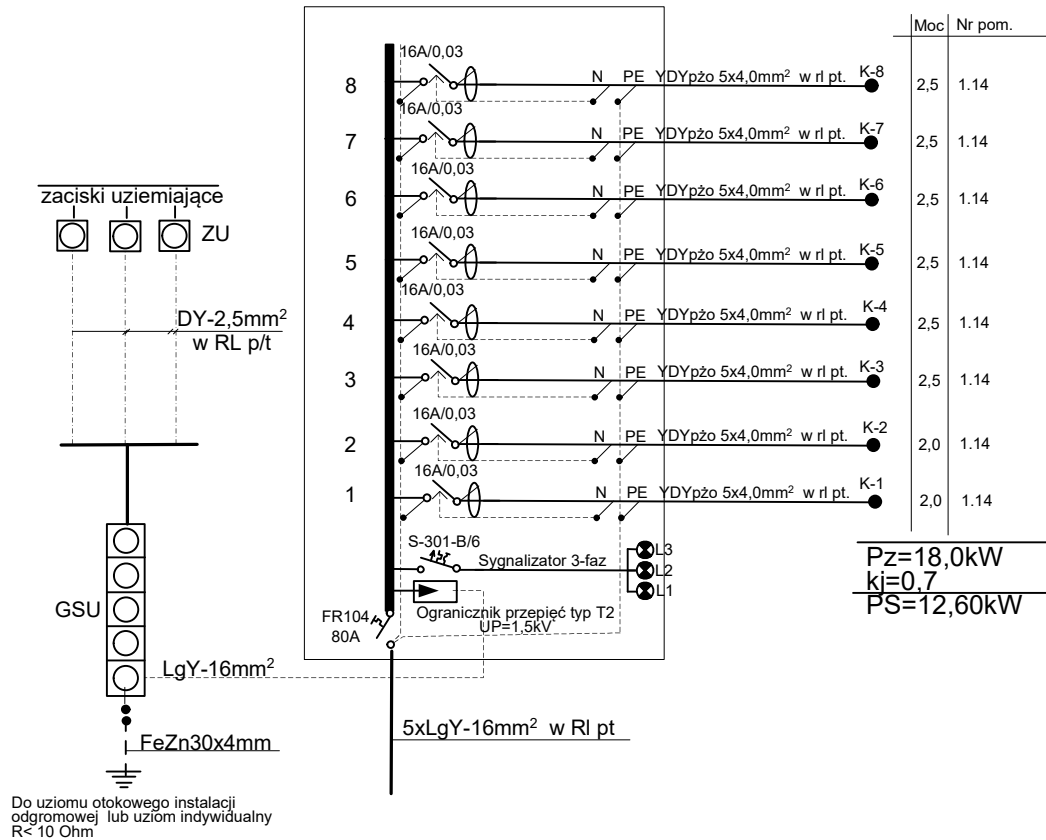 Moc Nr pom.
16A/0,03
8 N PE YDYpżo 5x4,0mm² w rl pt. K-8 2,5 1.14
16A/0,03
7 N PE YDYpżo 5x4,0mm² w rl pt. K-7 2,5 1.14
16A/0,03
6 N PE YDYpżo 5x4,0mm² w rl pt. K-6 2,5 1.14
zaciski uziemiające
ZU
16A/0,03
5 N PE YDYpżo 5x4,0mm² w rl pt. K-5 2,5 1.14
16A/0,03
4 N PE YDYpżo 5x4,0mm² w rl pt. K-4 2,5 1.14
DY-2,5mm²
w RL p/t
16A/0,03
3 N PE YDYpżo 5x4,0mm² w rl pt. K-3 2,5 1.14
16A/0,03
2 N PE YDYpżo 5x4,0mm² w rl pt. K-2 2,0 1.14
16A/0,03
1 N PE YDYpżo 5x4,0mm² w rl pt. K-1 2,0 1.14
S-301-B/6
Sygnalizator 3-faz
L3
L2
L1
Pz=18,0kW
kj=0,7
PS=12,60kW
GSU
FR104
80A
Ogranicznik przepięć typ T2
UP=1,5kV
LgY-16mm²
5xLgY-16mm² w Rl pt
FeZn30x4mm
Do uziomu otokowego instalacji
odgromowej lub uziom indywidualny
R< 10 Ohm